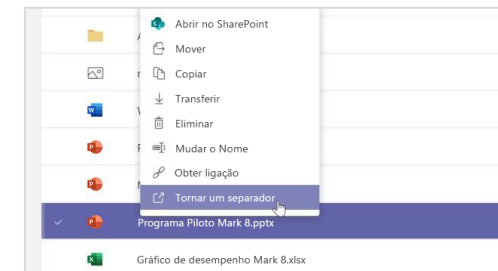 Abrir no SharePoint
Mover
Copiar
Transferir
Eliminar
Mudar o Nome
Obter ligação
Tornar um separador
Programa Piloto Mark 8.pptx
Gráfico de desempenho Mark 8.xlsx